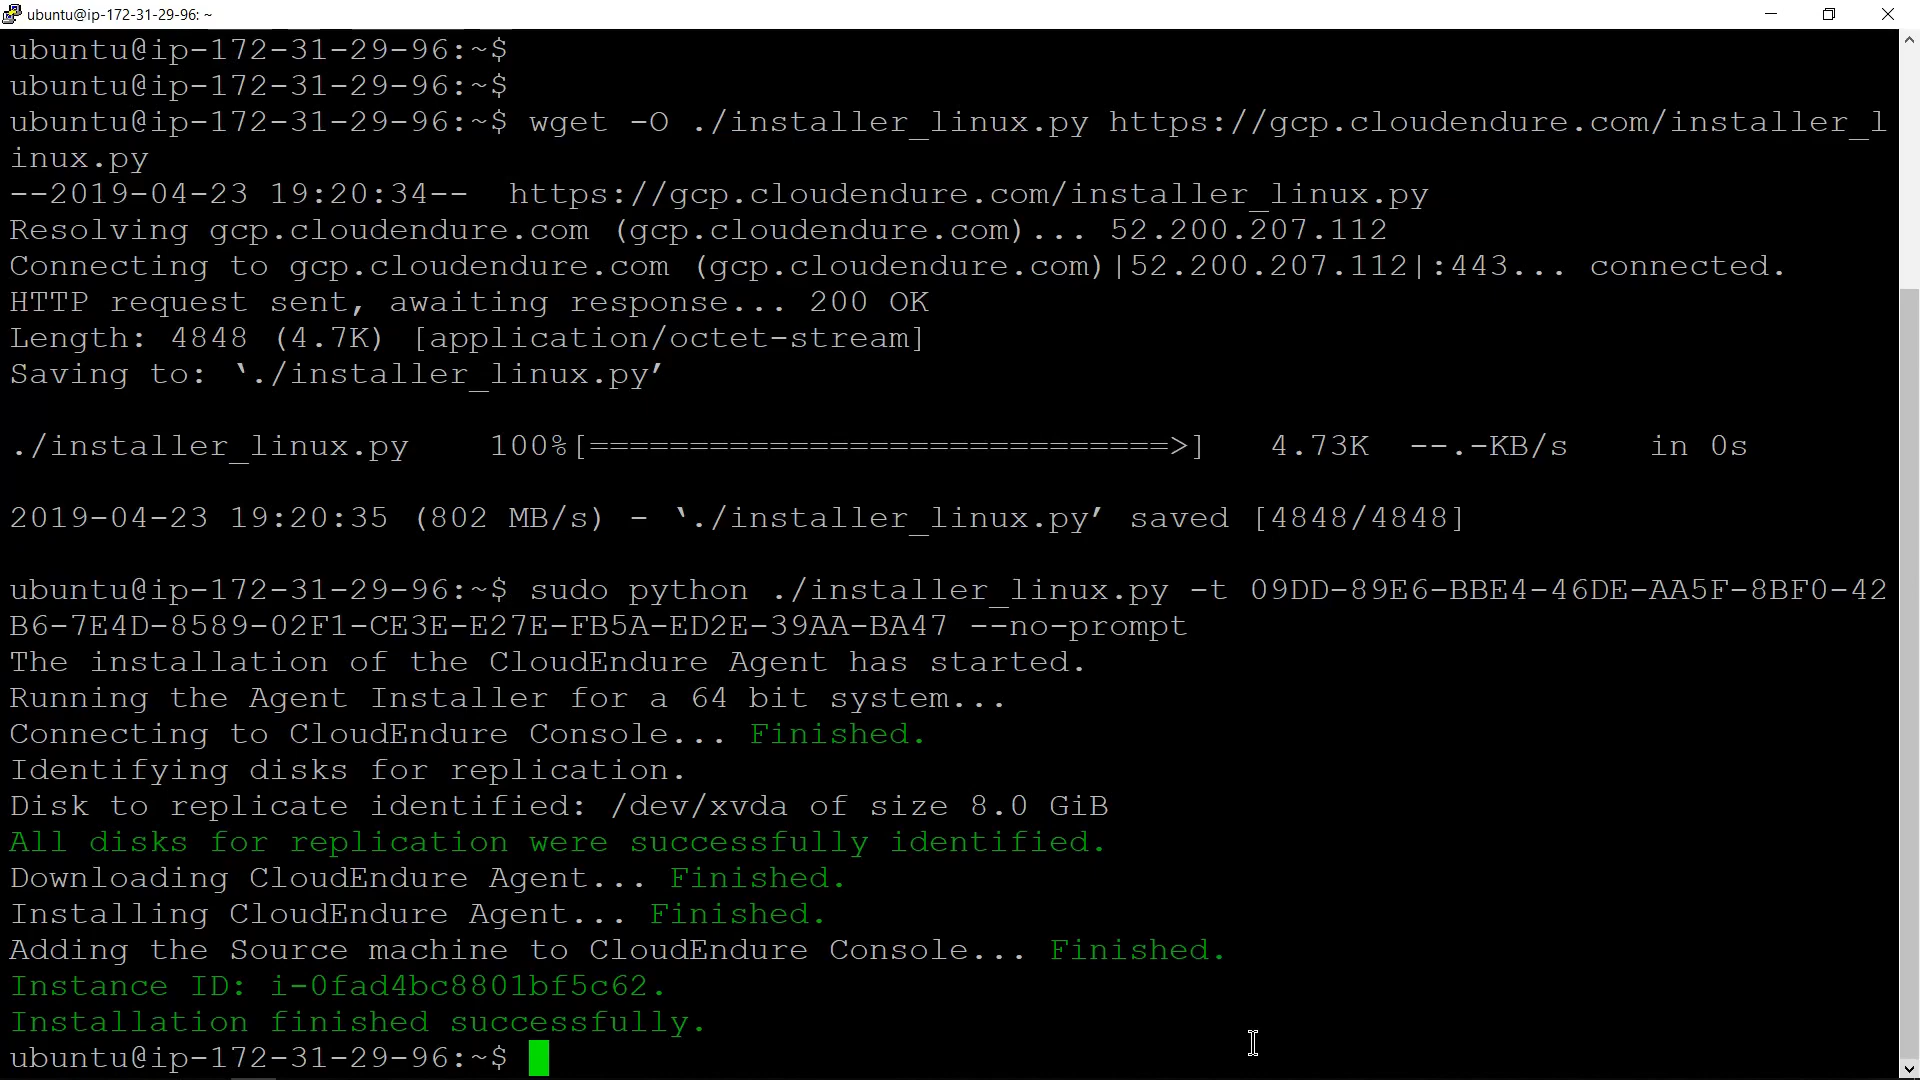 ubuntu@ip-172-31-29-96: ~
ubuntu@ip-172-31-29-96:~$
ubuntu@ip-172-31-29-96:~$
ubuntu@ip-172-31-29-96:~$ wget -O ./installer_linux.py https://gcp.cloudendure.com/installer_l
inux.py
--2019-04-23 19:20:34--  https://gcp.cloudendure.com/installer_linux.py
Resolving gcp.cloudendure.com (gcp.cloudendure.com)... 52.200.207.112
Connecting to gcp.cloudendure.com (gcp.cloudendure.com)|52.200.207.112|:443... connected.
HTTP request sent, awaiting response... 200 OK
Length: 4848 (4.7K) [application/octet-stream]
Saving to: ‘./installer_linux.py’
./installer_linux.py    100%[=============================>]   4.73K  --.-KB/s    in 0s
2019-04-23 19:20:35 (802 MB/s) - ‘./installer_linux.py’ saved [4848/4848]
ubuntu@ip-172-31-29-96:~$ sudo python ./installer_linux.py -t 09DD-89E6-BBE4-46DE-AA5F-8BF0-42
B6-7E4D-8589-02F1-CE3E-E27E-FB5A-ED2E-39AA-BA47 --no-prompt
The installation of the CloudEndure Agent has started.
Running the Agent Installer for a 64 bit system...
Connecting to CloudEndure Console... Finished.
Identifying disks for replication.
Disk to replicate identified: /dev/xvda of size 8.0 GiB
All disks for replication were successfully identified.
Downloading CloudEndure Agent... Finished.
Installing CloudEndure Agent... Finished.
Adding the Source machine to CloudEndure Console... Finished.
Instance ID: i-0fad4bc8801bf5c62.
Installation finished successfully.
ubuntu@ip-172-31-29-96:~$